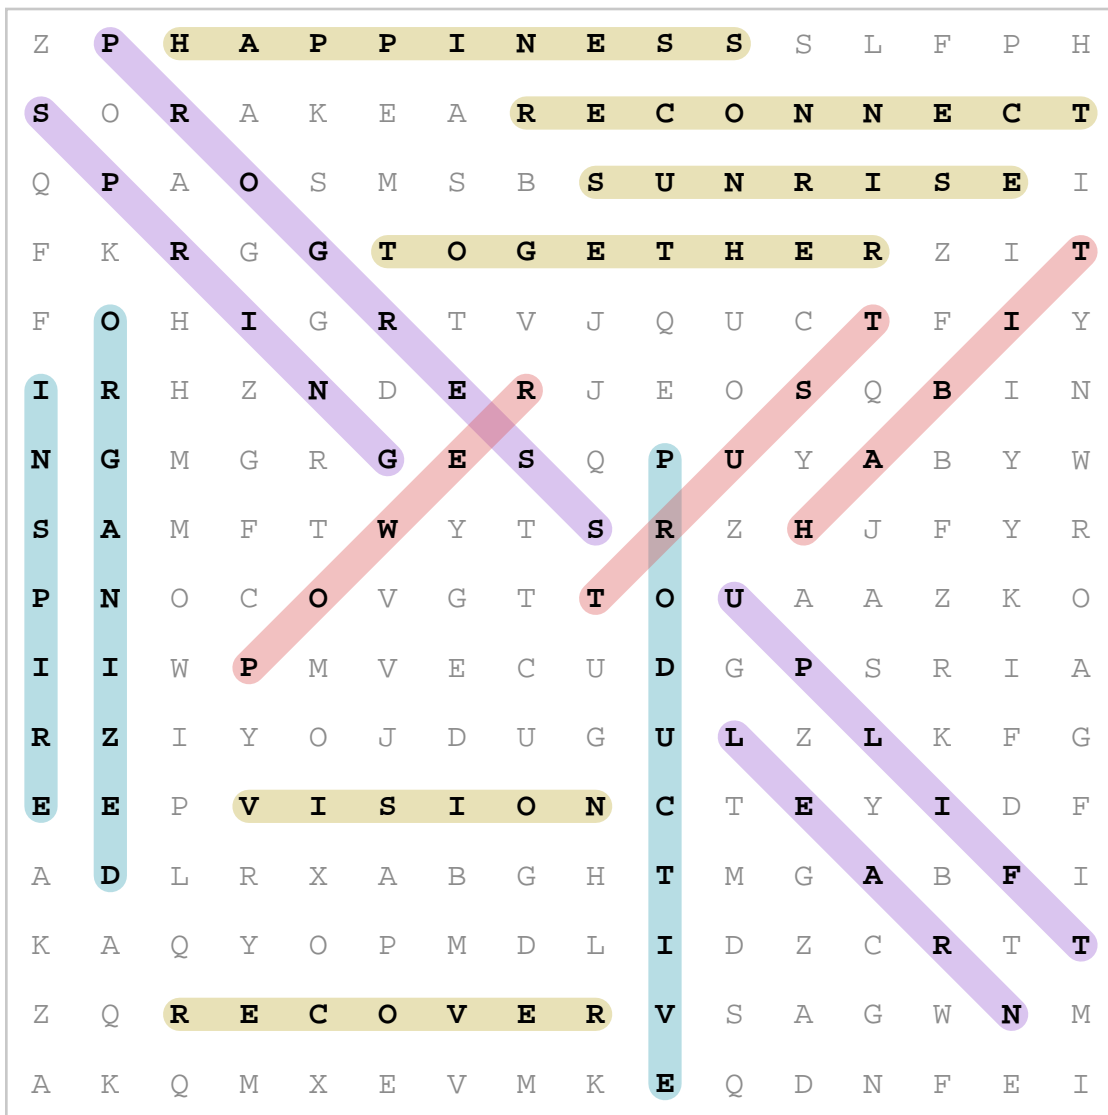 Z P H A P P I N E S S S L F P H
S O R A K E A R E C O N N E C T
Q P A O S M S B S U N R I S E I
F K R G G T O G E T H E R Z I T
F O H I G R T V J Q U C T F I Y
I R H Z N D E R J E O S Q B I N
N G M G R G E S Q P U Y A B Y W
S A M F T W Y T S R Z H J F Y R
P N O C O V G T T O U A A Z K O
I I W P M V E C U D G P S R I A
R Z I Y O J D U G U L Z L K F G
E E P V I S I O N C T E Y I D F
A D L R X A B G H T M G A B F I
K A Q Y O P M D L I D Z C R T T
Z Q R E C O V E R V S A G W N M
A K Q M X E V M K E Q D N F E I